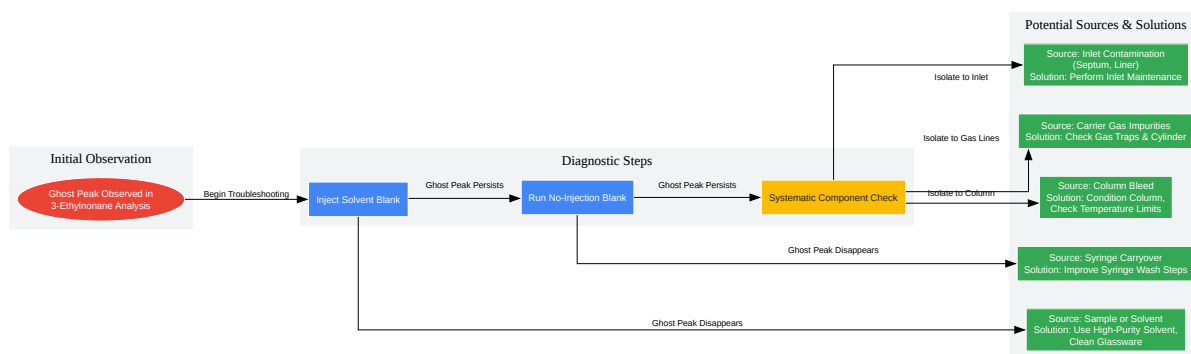 Initial Observation
Ghost Peak Observed in
3-Ethylnonane Analysis
Begin Troubleshooting
Diagnostic Steps
Inject Solvent Blank
Ghost Peak Persists
Run No-Injection Blank
Ghost Peak Persists
Systematic Component Check
Isolate to Inlet
Isolate to Gas Lines
Isolate to Column
Ghost Peak Disappears
Ghost Peak Disappears
Potential Sources & Solutions
Source: Inlet Contamination
(Septum, Liner)
Solution: Perform Inlet Maintenance
Source: Carrier Gas Impurities
Solution: Check Gas Traps & Cylinder
Source: Column Bleed
Solution: Condition Column,
Check Temperature Limits
Source: Syringe Carryover
Solution: Improve Syringe Wash Steps
Source: Sample or Solvent
Solution: Use High-Purity Solvent,
Clean Glassware